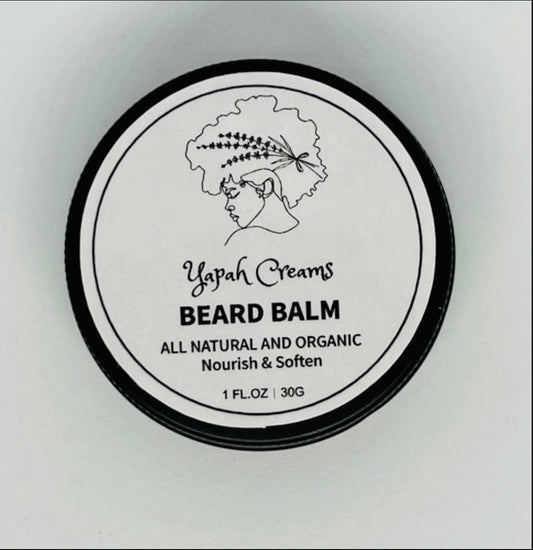 Yapah Creams
BEARD BALM
ALL NATURAL AND ORGANIC
Nourish & Soften
1 FL.OZ | 30G